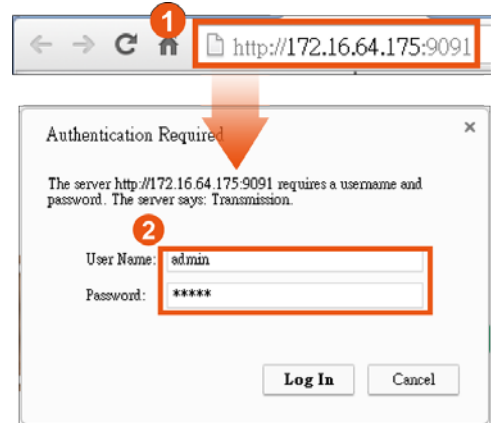 1
http://172.16.64.175:9091
Authentication Required
×
The server http://172.16.64.175:9091 requires a username and
password. The server says: Transmission.
2
User Name: admin
Password: *****
Log In Cancel